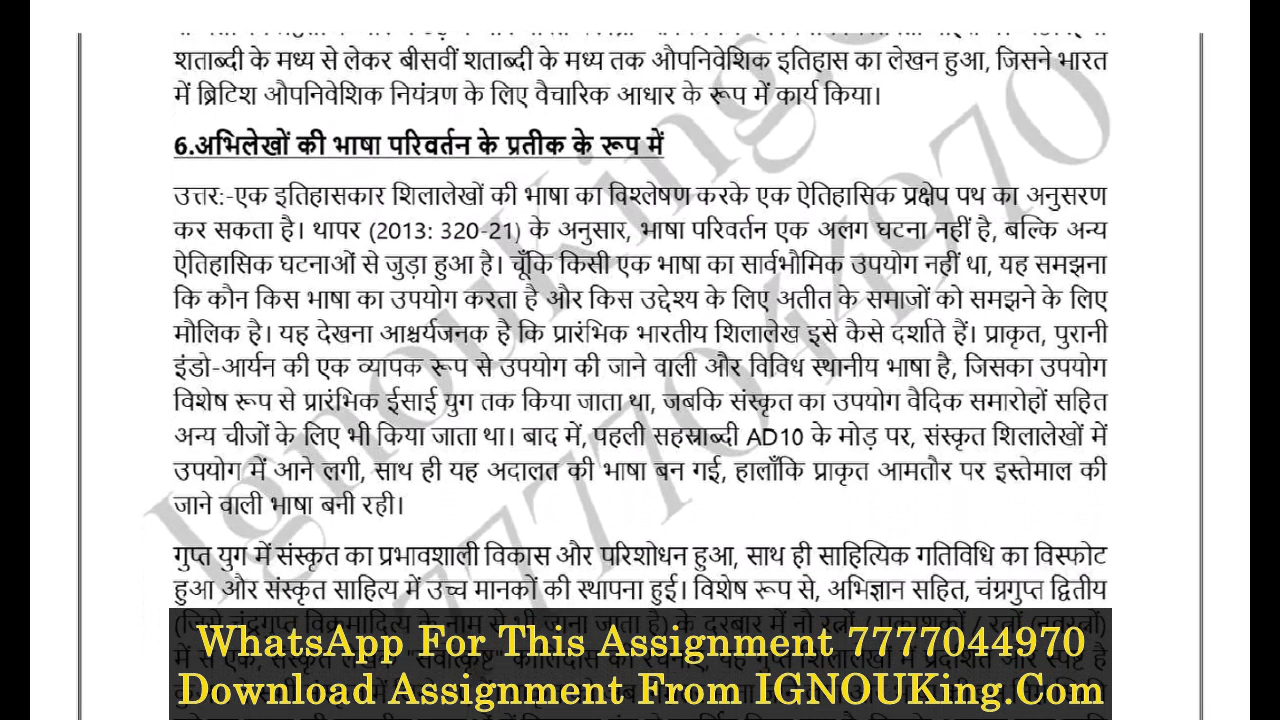 शताब्दी के मध्य से लेकर बीसवीं शताब्दी के मध्य तक औपनिवेशिक इतिहास का लेखन हुआ, जिसने भारत
में ब्रिटिश औपनिवेशिक नियंत्रण के लिए वैचारिक आधार के रूप में कार्य किया।
6.अभिलेखों की भाषा परिवर्तन के प्रतीक के रूप में
उत्तर:-एक इतिहासकार शिलालेखों की भाषा का विश्लेषण करके एक ऐतिहासिक प्रक्षेप पथ का अनुसरण
कर सकता है। थापर (2013: 320-21) के अनुसार, भाषा परिवर्तन एक अलग घटना नहीं है, बल्कि अन्य
ऐतिहासिक घटनाओं से जुड़ा हुआ है। चूँकि किसी एक भाषा का सार्वभौमिक उपयोग नहीं था, यह समझना
कि कौन किस भाषा का उपयोग करता है और किस उद्देश्य के लिए अतीत के समाजों को समझने के लिए
मौलिक है। यह देखना आश्चर्यजनक है कि प्रारंभिक भारतीय शिलालेख इसे कैसे दर्शाते हैं। प्राकृत, पुरानी
इंडो-आर्यन की एक व्यापक रूप से उपयोग की जाने वाली और विविध स्थानीय भाषा है, जिसका उपयोग
विशेष रूप से प्रारंभिक ईसाई युग तक किया जाता था, जबकि संस्कृत का उपयोग वैदिक समारोहों सहित
अन्य चीजों के लिए भी किया जाता था। बाद में, पहली सहस्राब्दी AD10 के मोड़ पर, संस्कृत शिलालेखों में
उपयोग में आने लगी, साथ ही यह अदालत की भाषा बन गई, हालाँकि प्राकृत आमतौर पर इस्तेमाल की
जाने वाली भाषा बनी रही।
गुप्त युग में संस्कृत का प्रभावशाली विकास और परिशोधन हुआ, साथ ही साहित्यिक गतिविधि का विस्फोट
हुआ और संस्कृत साहित्य में उच्च मानकों की स्थापना हुई। विशेष रूप से, अभिज्ञान सहित, चंग्रगुप्त द्वितीय
WhatsApp For This Assignment 7777044970
Download Assignment From IGNOUKing.Com
IgnouKing.
7777044970